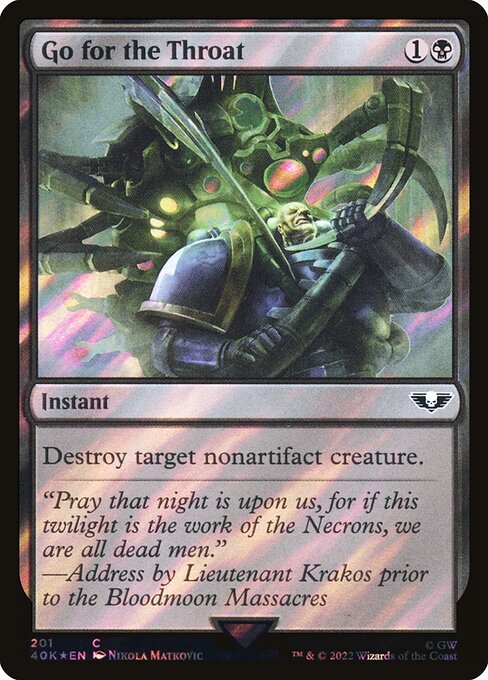 Go for the Throat 1
Instant
Destroy target nonartifact creature.
“Pray that night is upon us, for if this
twilight is the work of the Necrons, we
are all dead men.”
—Address by Lieutenant Krakos prior
to the Bloodmoon Massacres
201 C © GW
40K★EN Nikola Matkovic ™ & © 2022 Wizards of the Coast